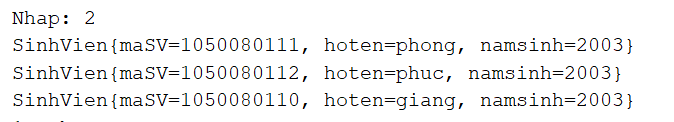 Nhap: 2
SinhVien{maSV=1050080111, hoten=phong, namsinh=2003}
SinhVien{maSV=1050080112, hoten=phuc, namsinh=2003}
SinhVien{maSV=1050080110, hoten=giang, namsinh=2003}